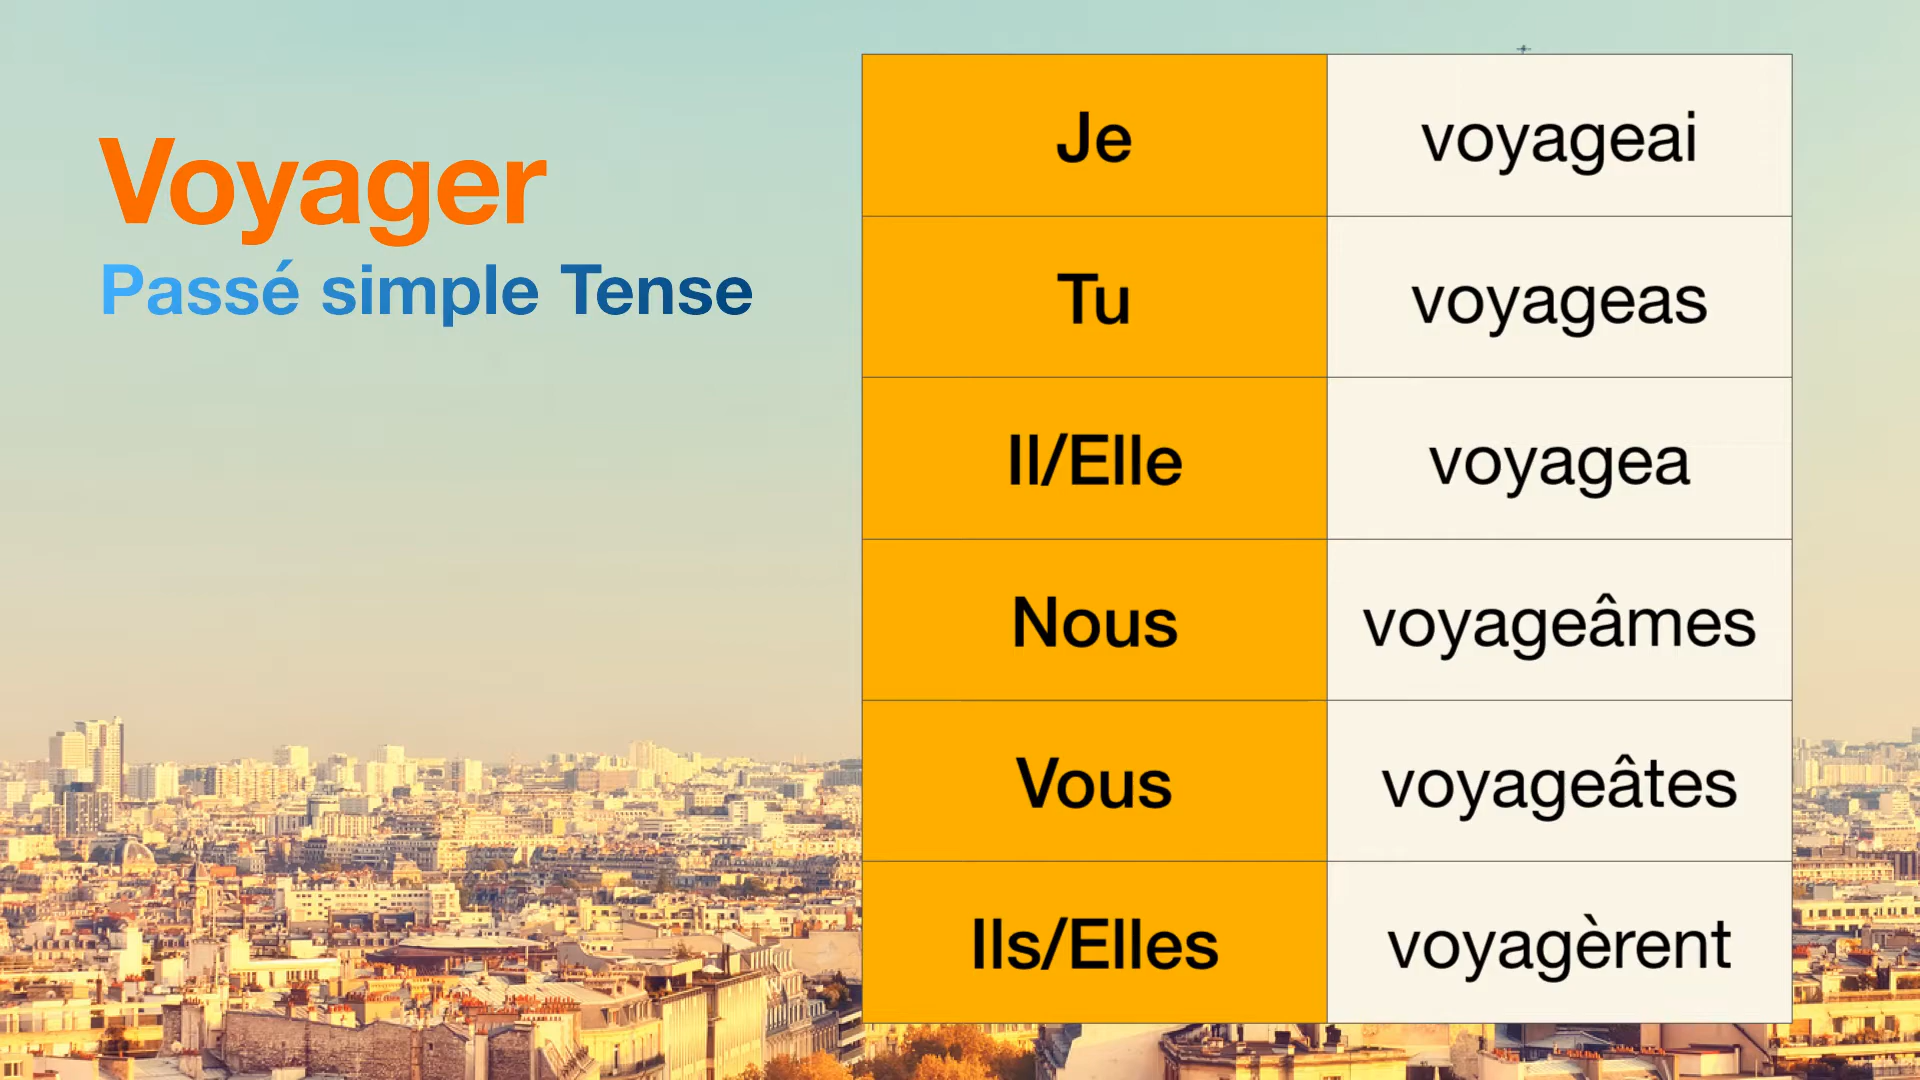 Voyager
Passé simple Tense
Je voyageai
Tu voyageas
Il/Elle voyagea
Nous voyageâmes
Vous voyageâtes
Ils/Elles voyagèrent